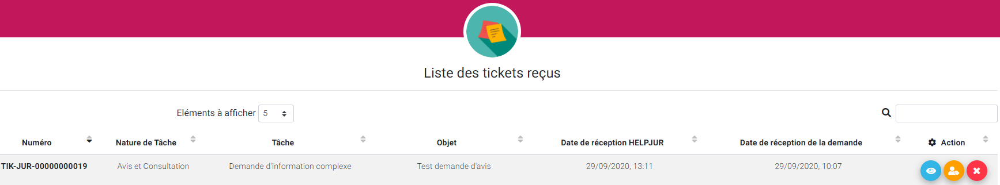 Liste des tickets reçus
Eléments à afficher 5
Numéro Nature de Tâche Tâche Objet Date de réception HELPJUR Date de réception de la demande Action
TIK-JUR-00000000019 Avis et Consultation Demande d'information complexe Test demande d'avis 29/09/2020, 13:11 29/09/2020, 10:07